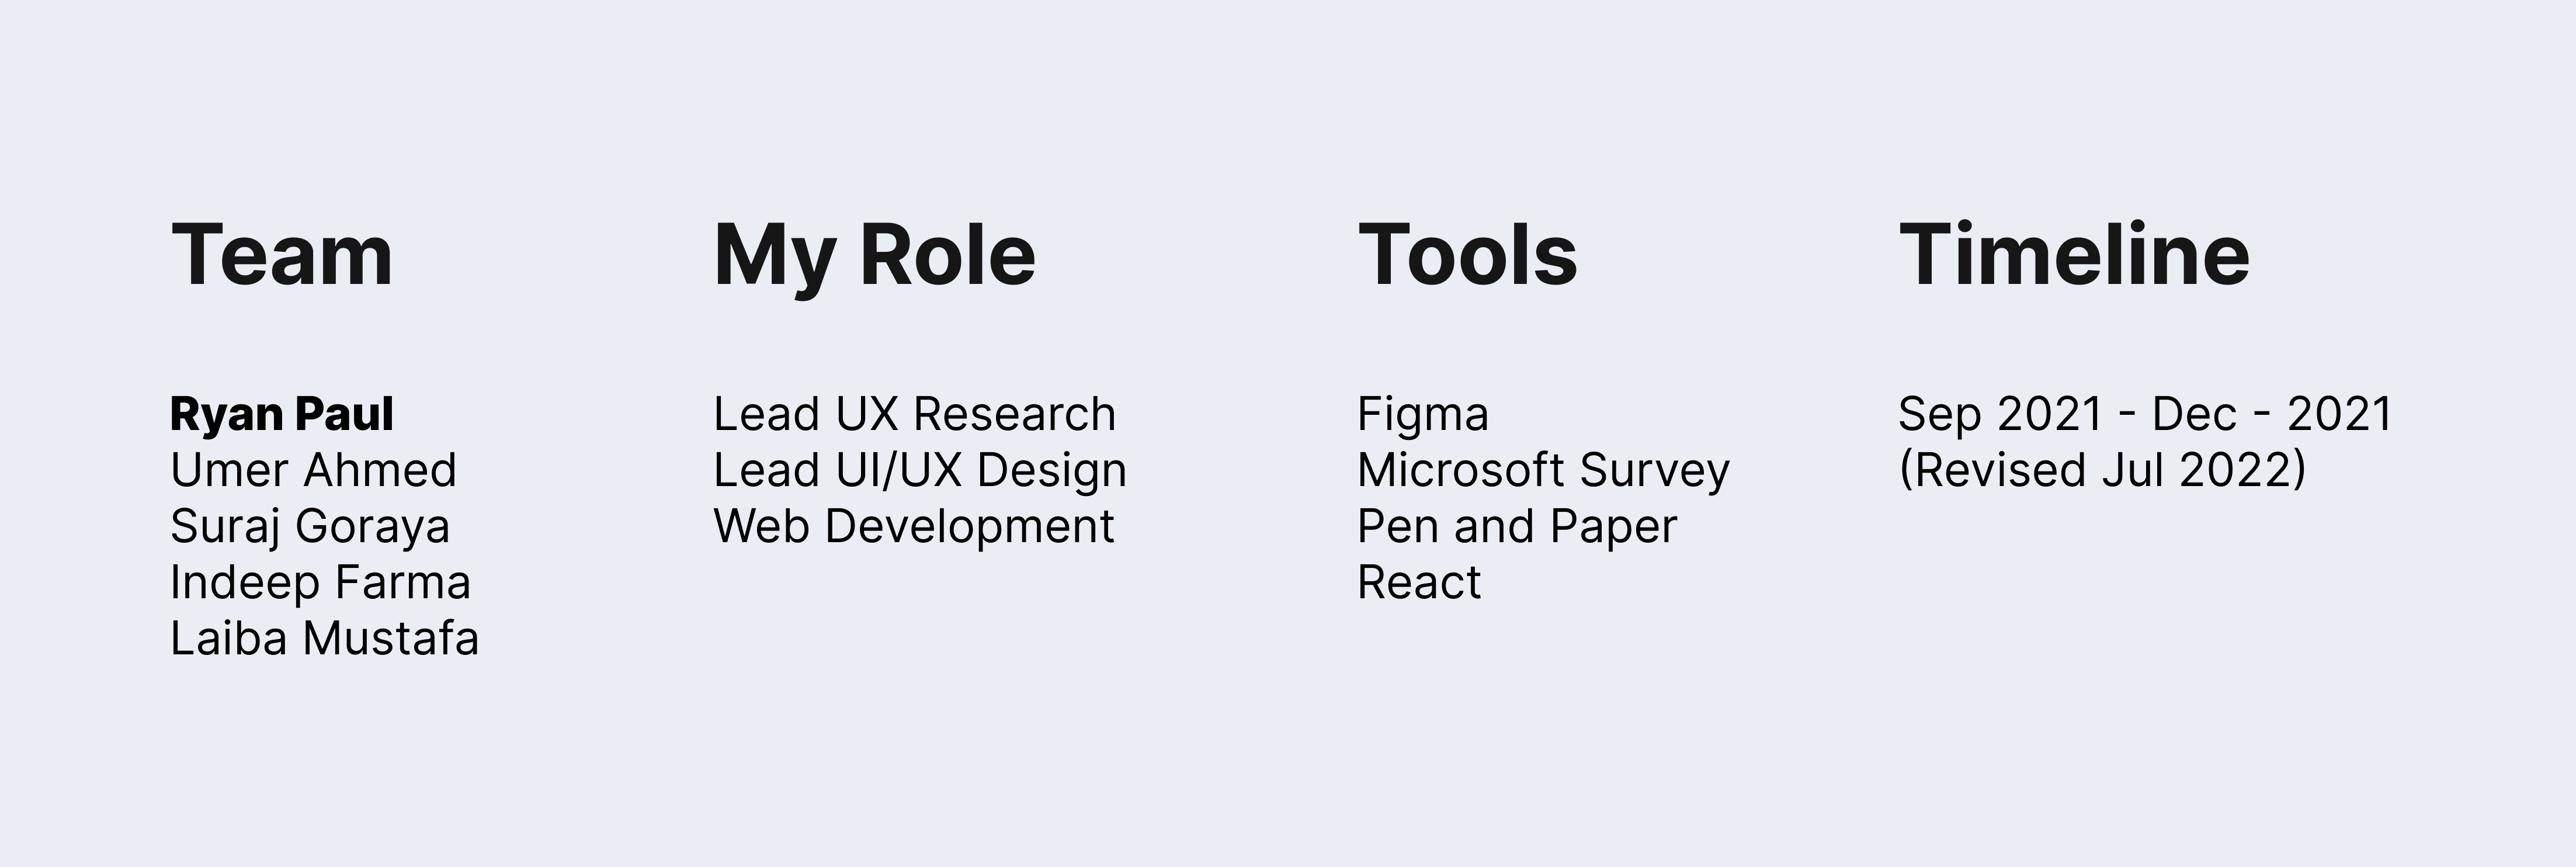 Team
Ryan Paul
Umer Ahmed
Suraj Goraya
Indeep Farma
Laiba Mustafa
My Role
Lead UX Research
Lead UI/UX Design
Web Development
Tools
Figma
Microsoft Survey
Pen and Paper
React
Timeline
Sep 2021 - Dec - 2021
(Revised Jul 2022)